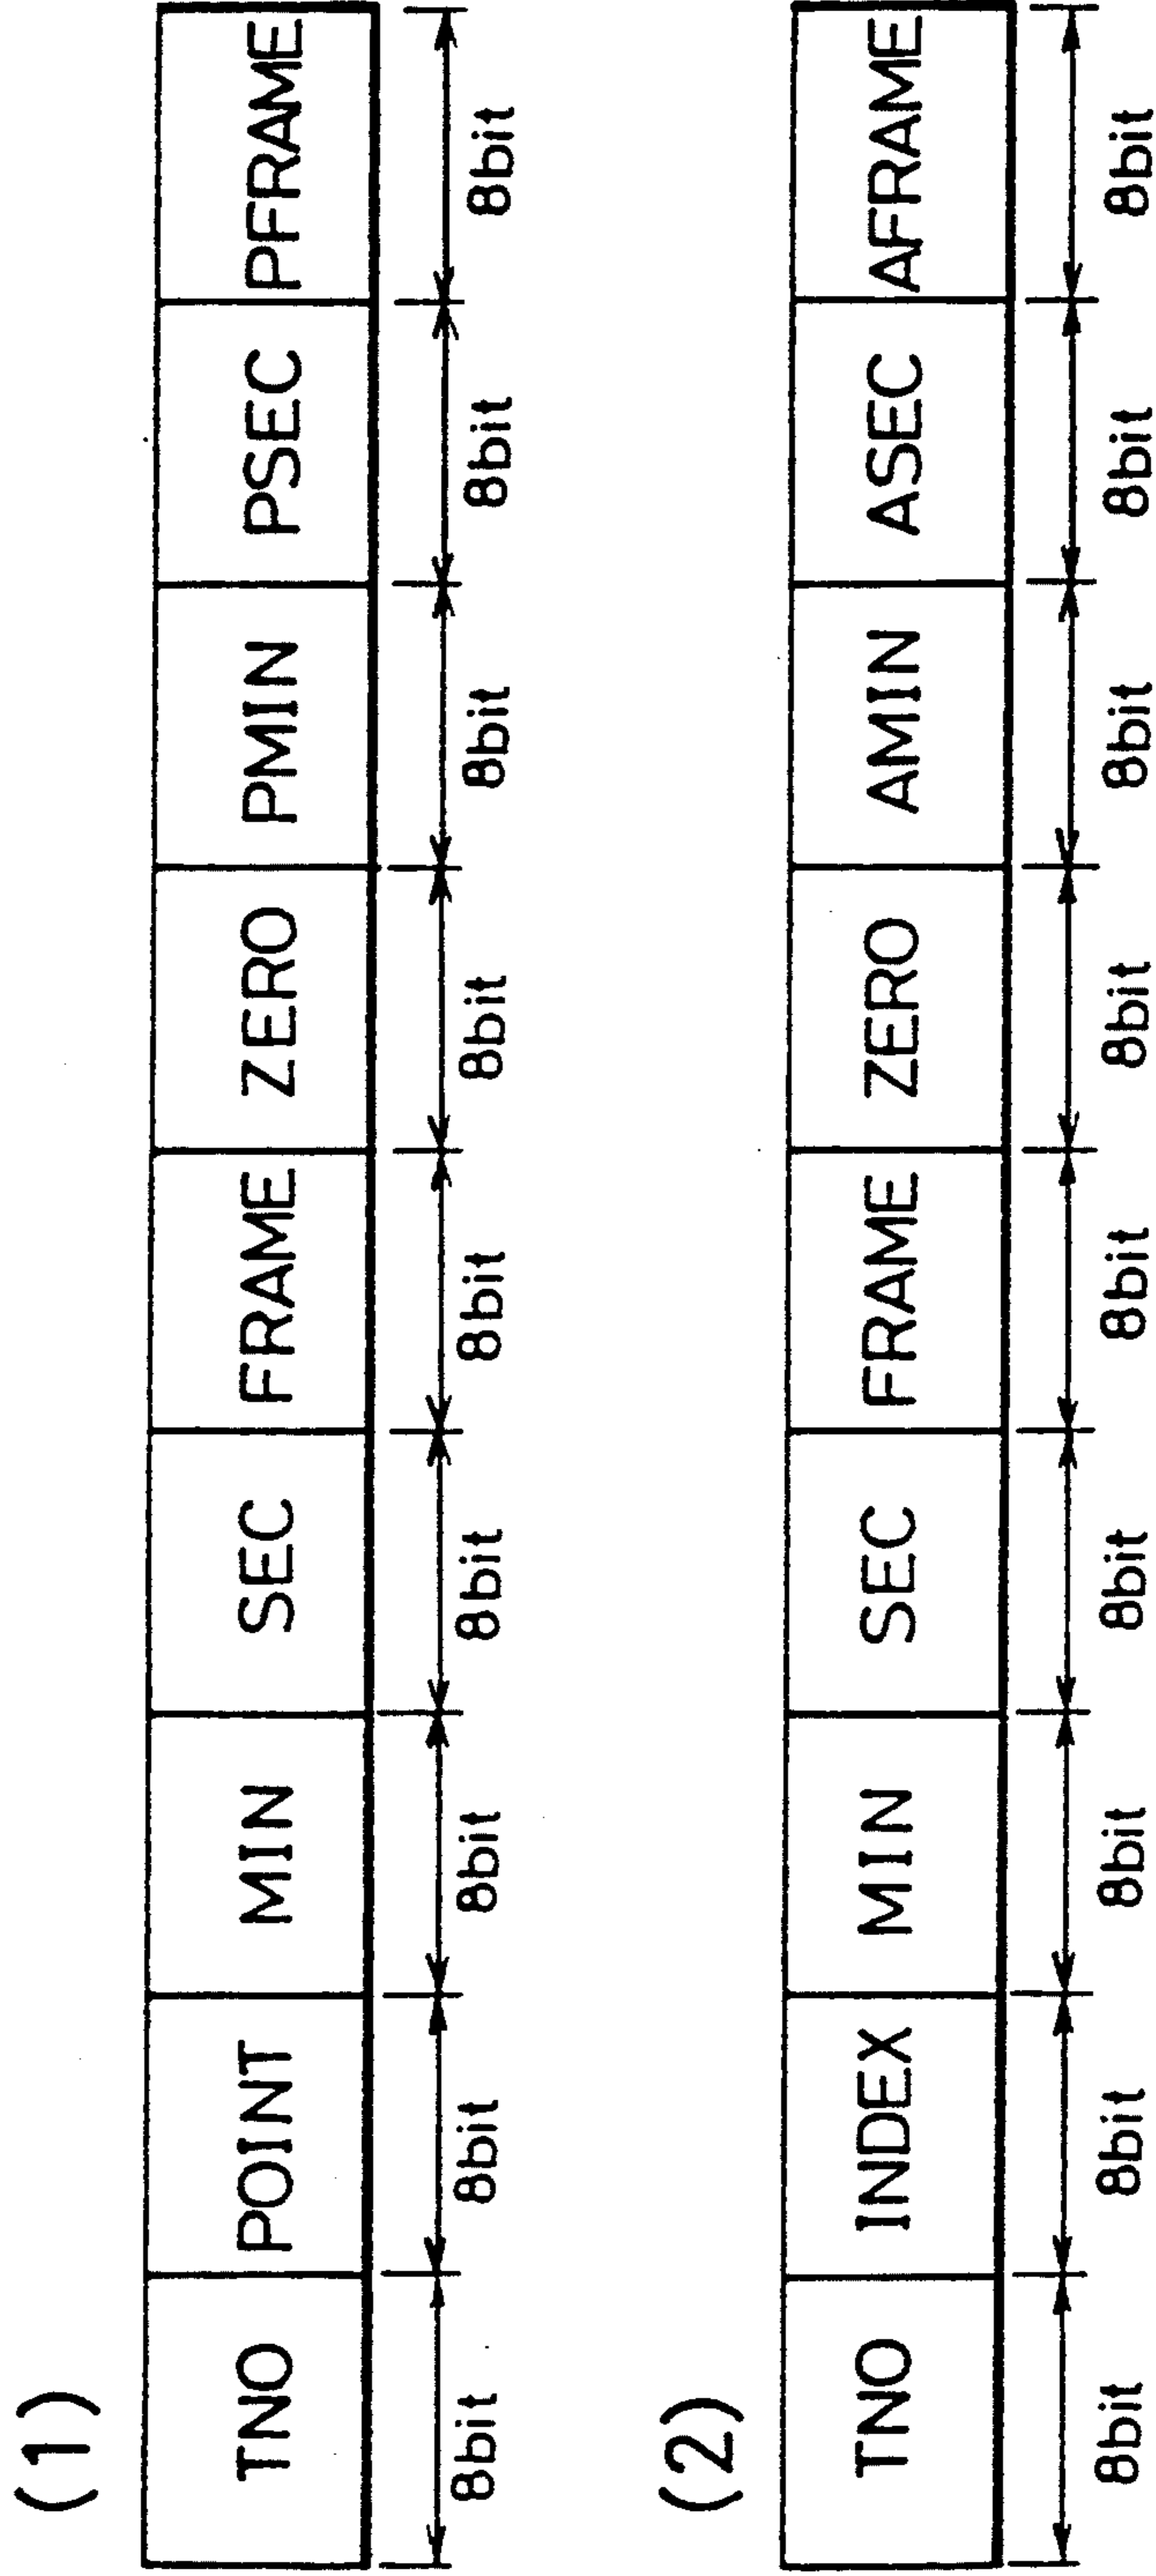 (1)
TNO POINT MIN SEC FRAME ZERO PMIN PSEC PFRAME
8bit 8bit 8bit 8bit 8bit 8bit 8bit 8bit 8bit
(2)
TNO INDEX MIN SEC FRAME ZERO AMIN ASEC AFRAME
8bit 8bit 8bit 8bit 8bit 8bit 8bit 8bit 8bit